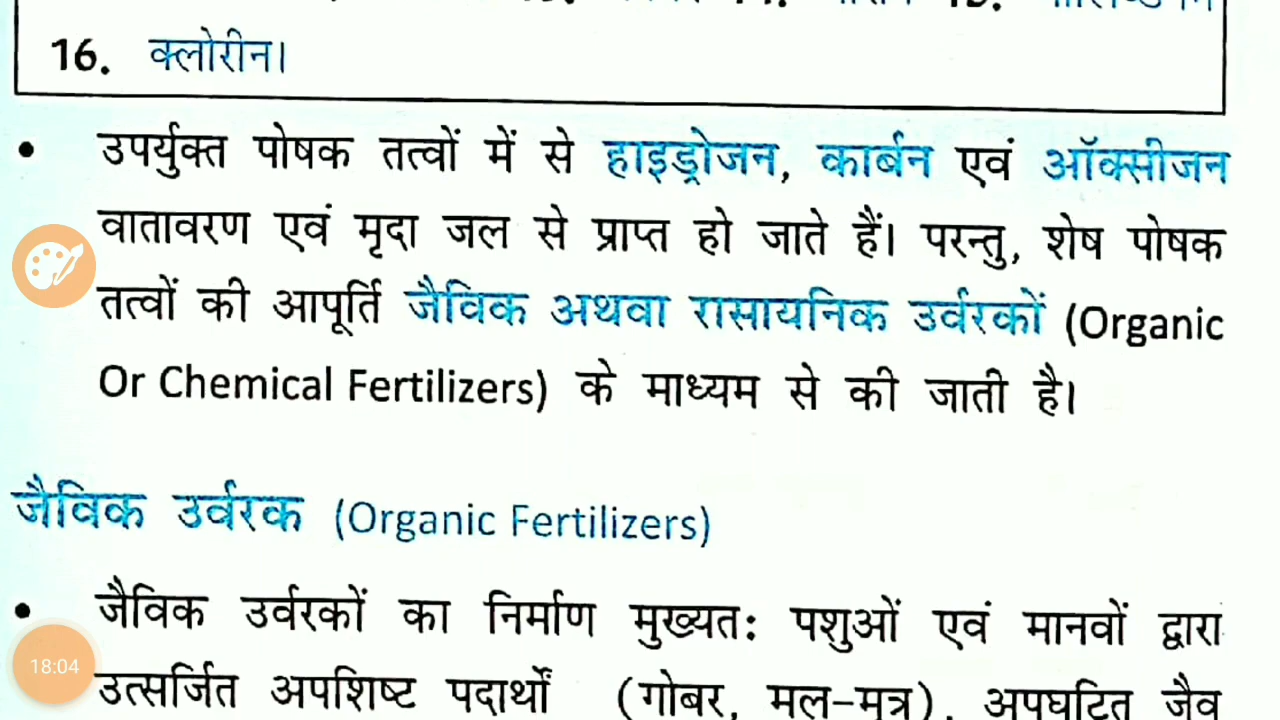 16. क्लोरीन।
• उपर्युक्त पोषक तत्वों में से हाइड्रोजन, कार्बन एवं ऑक्सीजन
वातावरण एवं मृदा जल से प्राप्त हो जाते हैं। परन्तु, शेष पोषक
तत्वों की आपूर्ति जैविक अथवा रासायनिक उर्वरकों (Organic
Or Chemical Fertilizers) के माध्यम से की जाती है।
जैविक उर्वरक (Organic Fertilizers)
• जैविक उर्वरकों का निर्माण मुख्यत: पशुओं एवं मानवों द्वारा
18:04
उत्सर्जित अपशिष्ट पदार्थों (गोबर, मल-मूत्र), अपघटित जैव